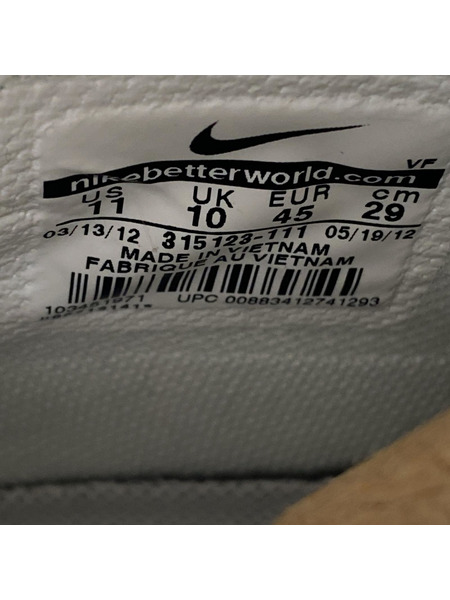 VF
nikebetterworld.com
US UK EUR cm
11 10 45 29
03/13/12 315123-111 05/19/12
MADE IN VIETNAM
FABRIQUE AU VIETNAM
UPC 00883412741293